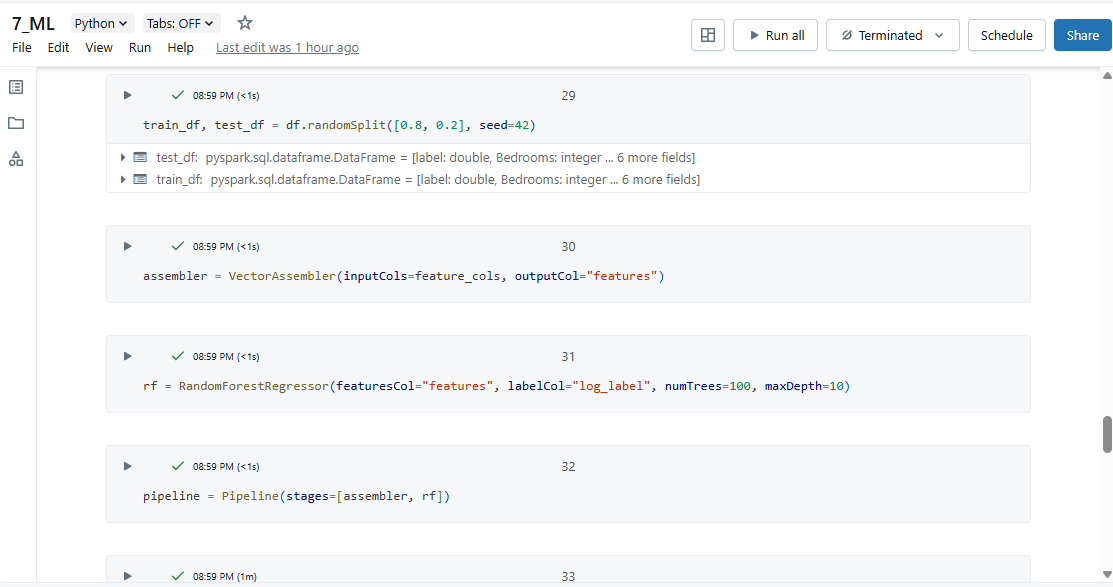 7_ML Python Tabs: OFF
File Edit View Run Help Last edit was 1 hour ago
Run all Terminated Schedule Share
08:59 PM (<1s) 29
train_df, test_df = df.randomSplit([0.8, 0.2], seed=42)
test_df: pyspark.sql.dataframe.DataFrame = [label: double, Bedrooms: integer ... 6 more fields]
train_df: pyspark.sql.dataframe.DataFrame = [label: double, Bedrooms: integer ... 6 more fields]
08:59 PM (<1s) 30
assembler = VectorAssembler(inputCols=feature_cols, outputCol="features")
08:59 PM (<1s) 31
rf = RandomForestRegressor(featuresCol="features", labelCol="log_label", numTrees=100, maxDepth=10)
08:59 PM (<1s) 32
pipeline = Pipeline(stages=[assembler, rf])
08:59 PM (1m) 33